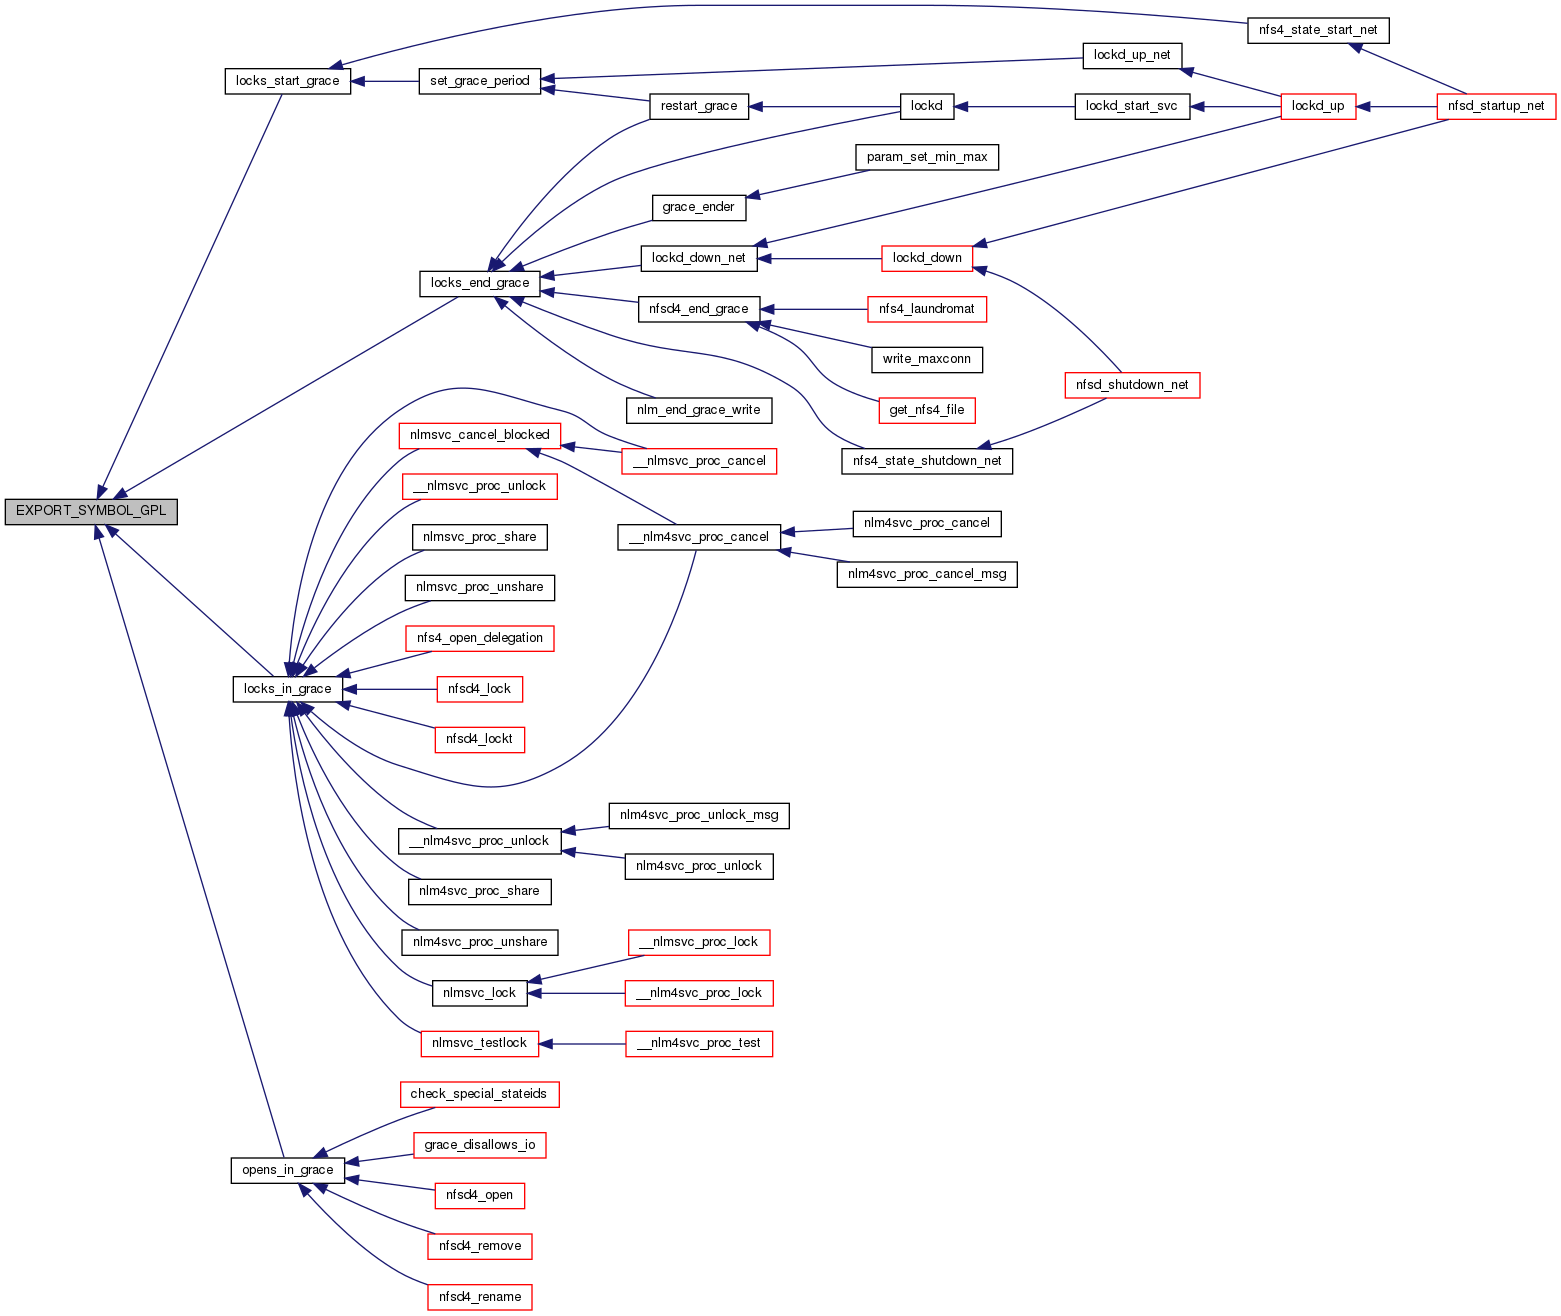 nfs4_state_start_net
lockd_up_net
locks_start_grace
set_grace_period
restart_grace
lockd
lockd_start_svc
lockd_up
nfsd_startup_net
param_set_min_max
grace_ender
lockd_down_net
lockd_down
locks_end_grace
nfsd4_end_grace
nfs4_laundromat
write_maxconn
nfsd_shutdown_net
nlm_end_grace_write
get_nfs4_file
nlmsvc_cancel_blocked
__nlmsvc_proc_cancel
nfs4_state_shutdown_net
__nlmsvc_proc_unlock
EXPORT_SYMBOL_GPL
nlmsvc_proc_share
__nlm4svc_proc_cancel
nlm4svc_proc_cancel
nlm4svc_proc_cancel_msg
nlmsvc_proc_unshare
nfs4_open_delegation
locks_in_grace
nfsd4_lock
nfsd4_lockt
nlm4svc_proc_unlock_msg
__nlm4svc_proc_unlock
nlm4svc_proc_unlock
nlm4svc_proc_share
nlm4svc_proc_unshare
__nlmsvc_proc_lock
nlmsvc_lock
__nlm4svc_proc_lock
nlmsvc_testlock
__nlm4svc_proc_test
check_special_stateids
grace_disallows_io
opens_in_grace
nfsd4_open
nfsd4_remove
nfsd4_rename